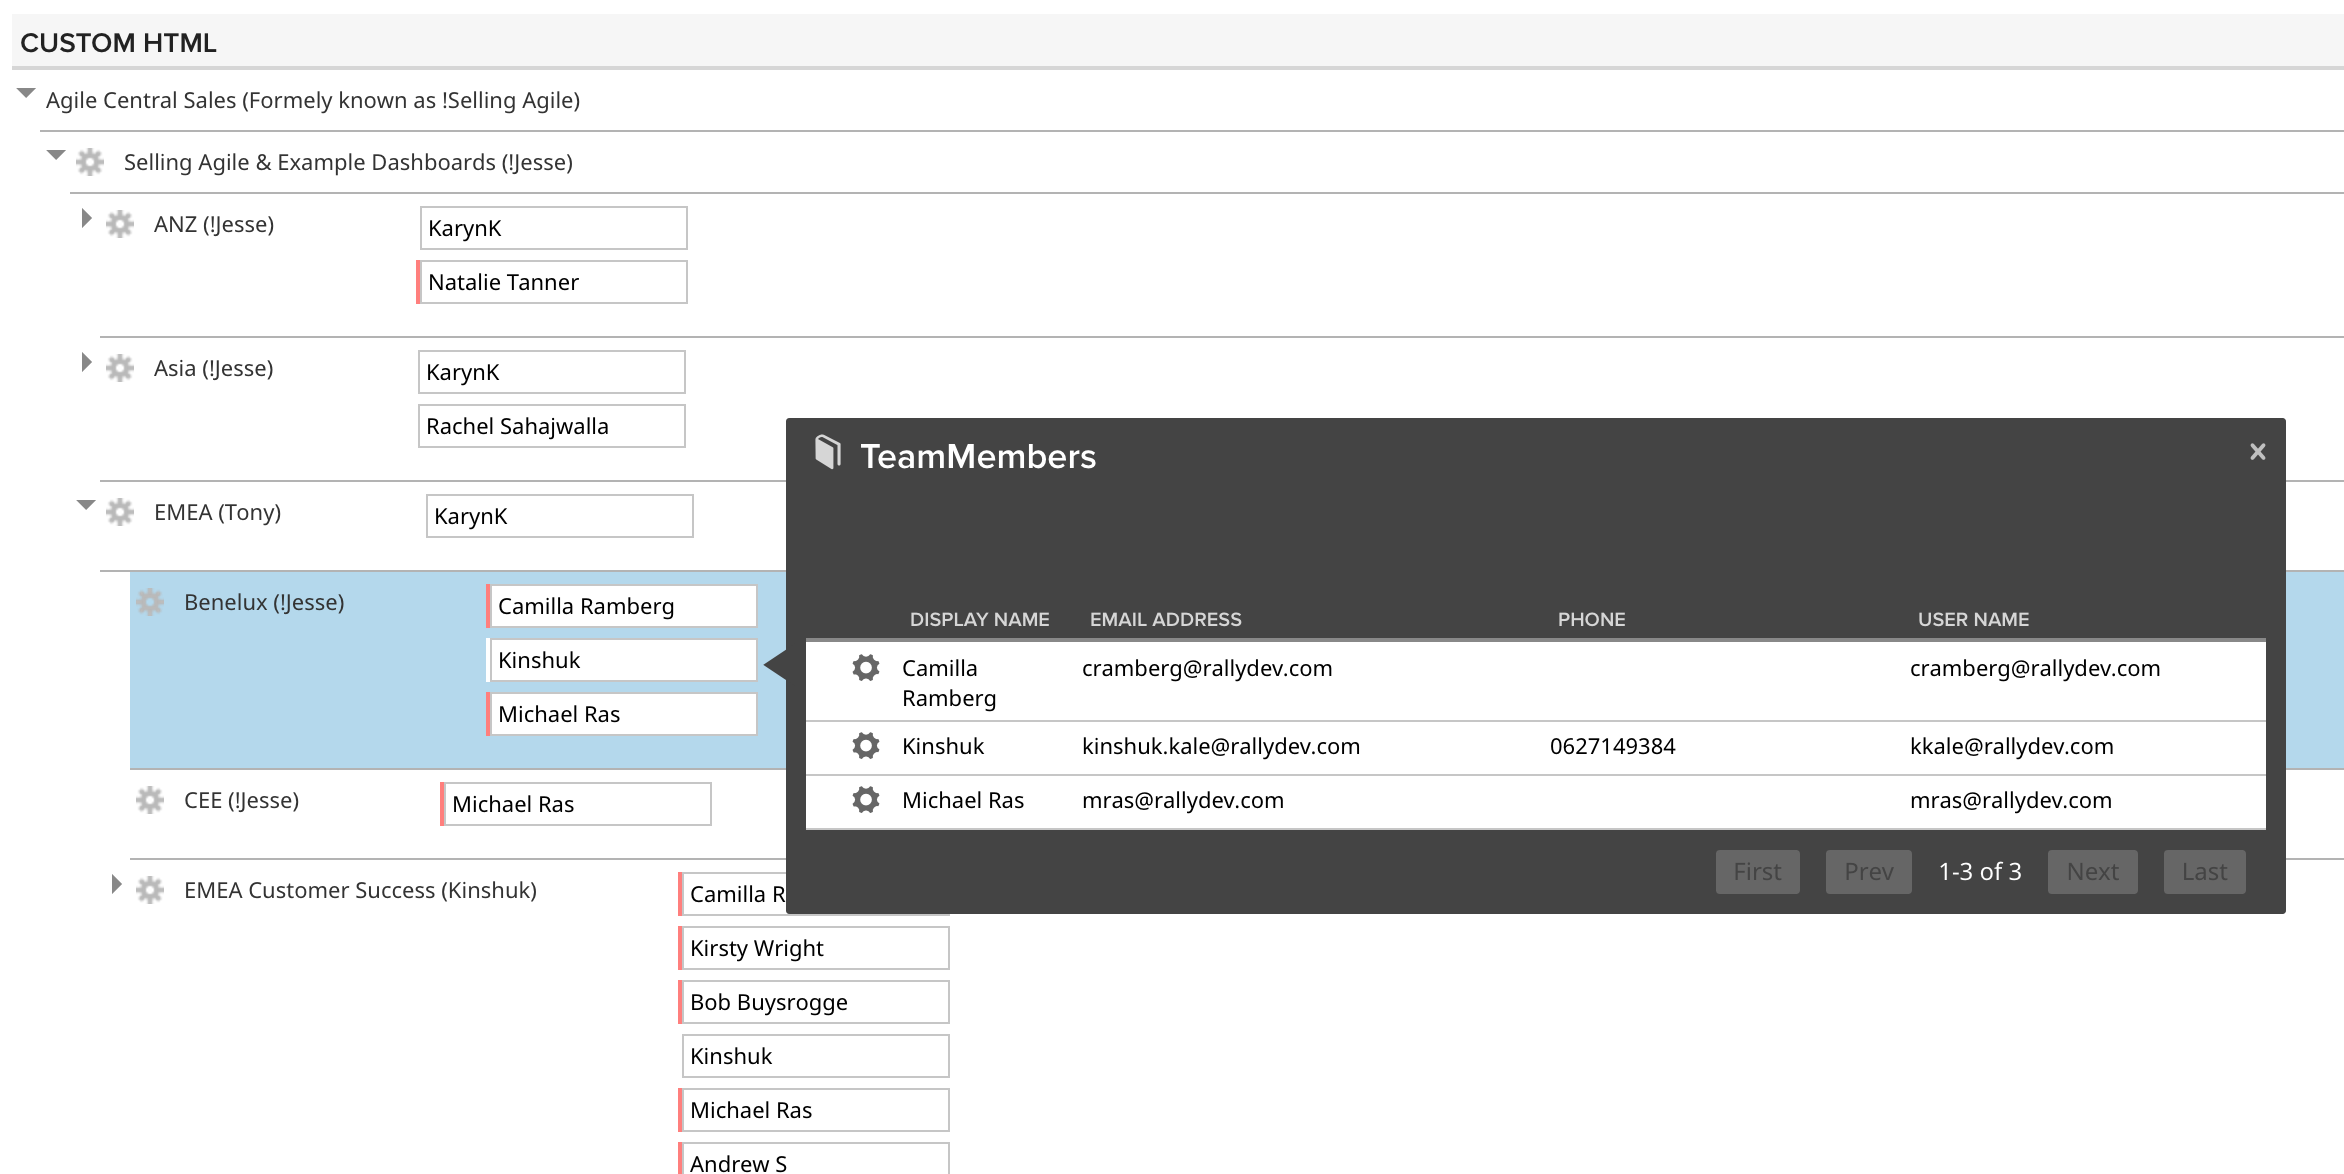 CUSTOM HTML
Agile Central Sales (Formely known as !Selling Agile)
Selling Agile & Example Dashboards (!Jesse)
ANZ (!Jesse)
KarynK
Natalie Tanner
Asia (!Jesse)
KarynK
Rachel Sahajwalla
EMEA (Tony)
KarynK
Benelux (!Jesse)
Camilla Ramberg
Kinshuk
Michael Ras
CEE (!Jesse)
Michael Ras
EMEA Customer Success (Kinshuk)
Camilla R
Kirsty Wright
Bob Buysrogge
Kinshuk
Michael Ras
Andrew S
TeamMembers
DISPLAY NAME EMAIL ADDRESS PHONE USER NAME
Camilla Ramberg cramberg@rallydev.com cramberg@rallydev.com
Kinshuk kinshuk.kale@rallydev.com 0627149384 kkale@rallydev.com
Michael Ras mras@rallydev.com mras@rallydev.com
First Prev 1-3 of 3 Next Last